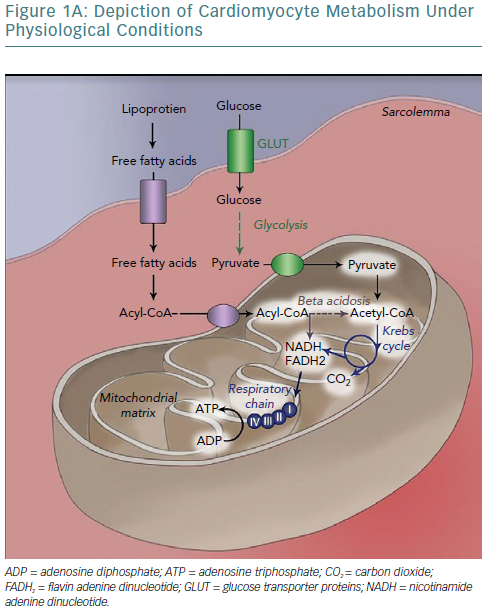 Figure 1A: Depiction of Cardiomyocyte Metabolism Under
Physiological Conditions
Lipoprotien
Glucose
Sarcolemma
GLUT
Free fatty acids
Glucose
Glycolysis
Free fatty acids
Pyruvate
Pyruvate
Beta acidosis
Acyl-CoA
Acyl-CoA
Acetyl-CoA
Krebs
cycle
NADH
FADH2
CO₂
Mitochondrial
matrix
Respiratory
chain
ATP
IV III II I
ADP
ADP = adenosine diphosphate; ATP = adenosine triphosphate; CO₂= carbon dioxide;
FADH₂ = flavin adenine dinucleotide; GLUT = glucose transporter proteins; NADH = nicotinamide
adenine dinucleotide.